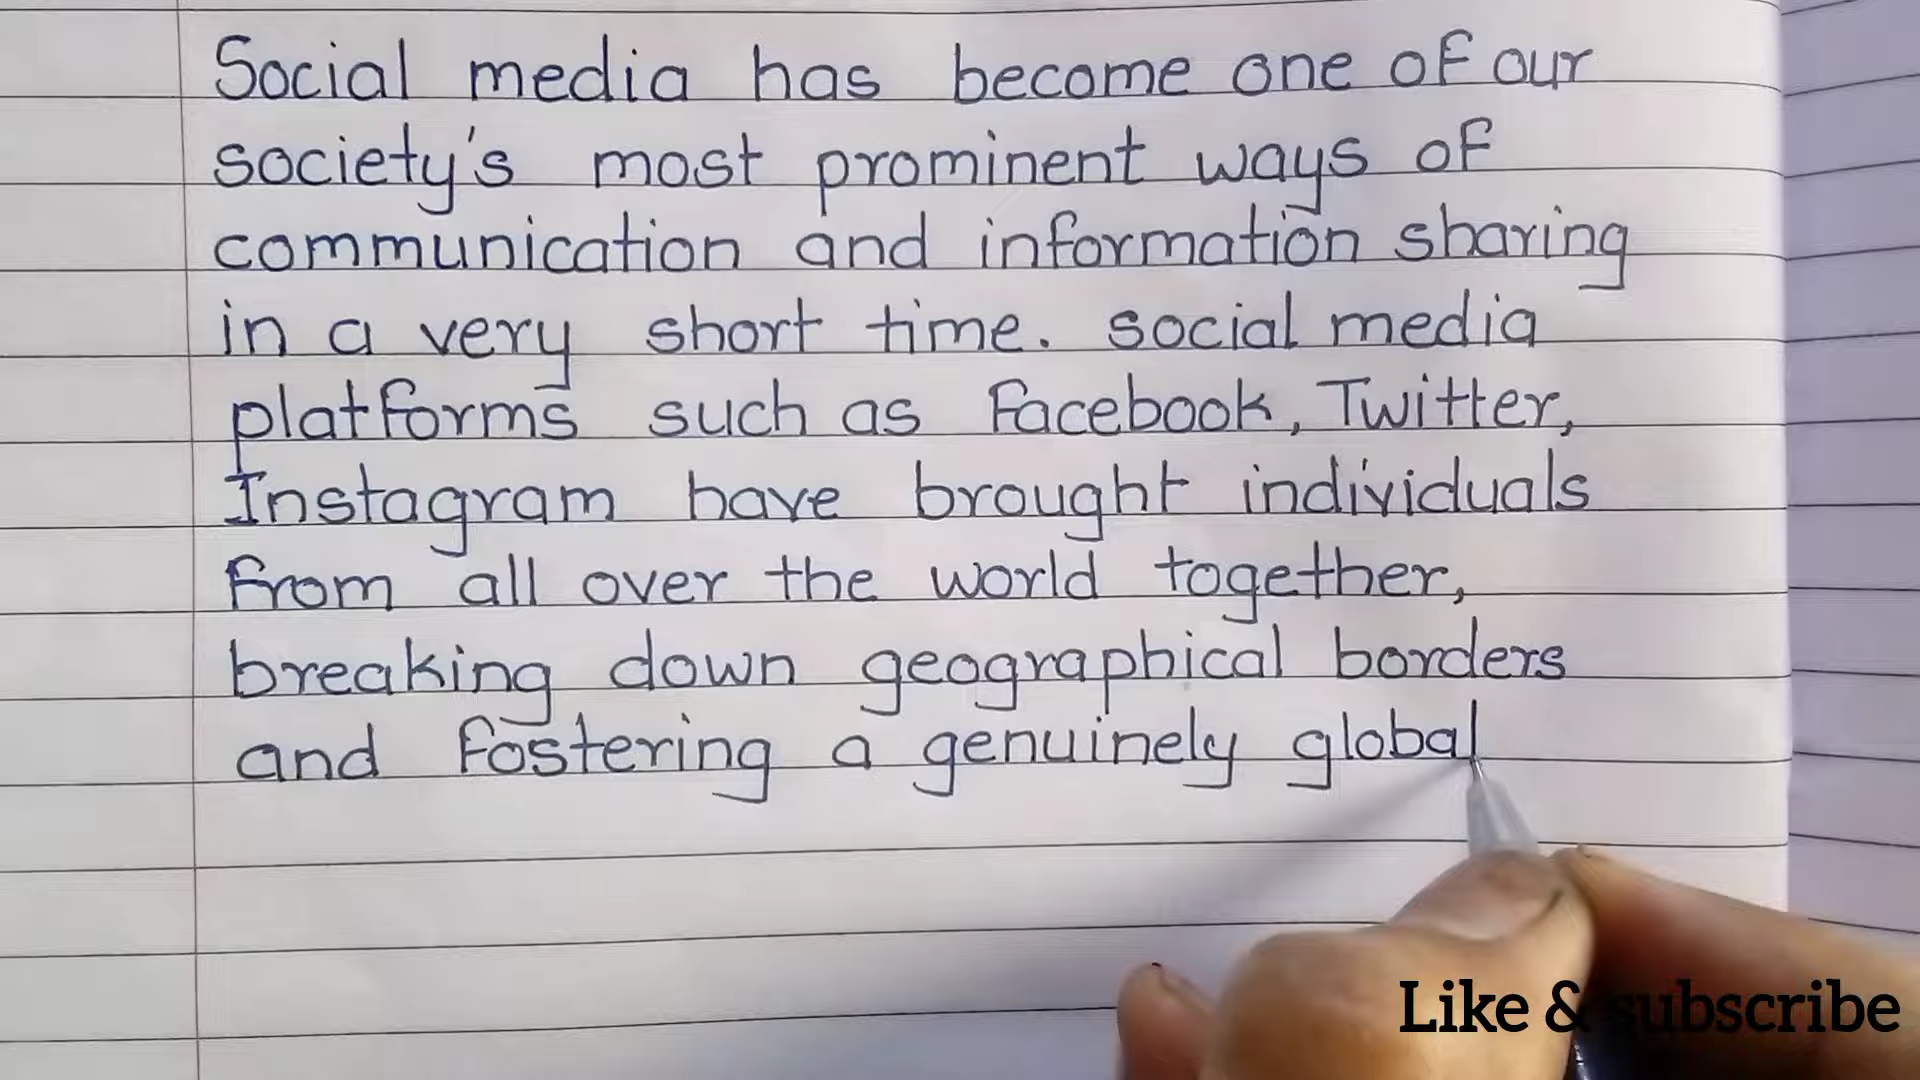 Social media has become one of our
society's most prominent ways of
communication and information sharing
in a very short time. social media
platforms such as Facebook, Twitter,
Instagram have brought individuals
from all over the world together,
breaking down geographical borders
and fostering a genuinely global
Like & subscribe